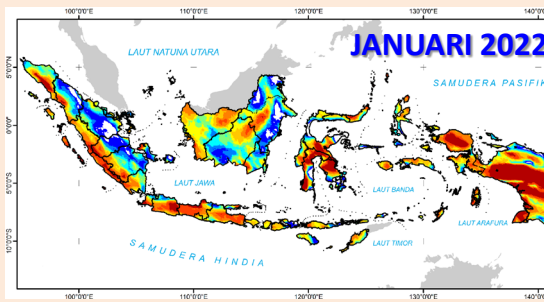 JANUARI 2022
100°0'0"E 110°0'0"E 120°0'0"E 130°0'0"E 140°0'
LAUT NATUNA UTARA
SAMUDERA PASIFIK
5°0'0"N
0°0'0"
5°0'0"S
10°0'0"S
LAUT JAWA
LAUT BANDA
LAUT ARAFURA
LAUT TIMOR
SAMUDERA HINDIA
100°0'0"E 110°0'0"E 120°0'0"E 130°0'0"E 140°0'